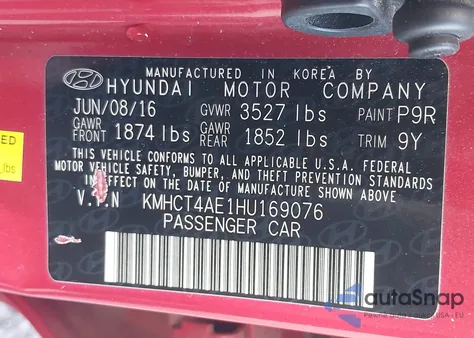 MANUFACTURED IN KOREA BY
HYUNDAI MOTOR COMPANY
JUN/08/16 GVWR 3527 lbs PAINT P9R
GAWR FRONT 1874 lbs GAWR REAR 1852 lbs TRIM 9Y
THIS VEHICLE CONFORMS TO ALL APPLICABLE U.S.A. FEDERAL
MOTOR VEHICLE SAFETY, BUMPER, AND THEFT PREVENTION STANDARDS
IN EFFECT ON THE DATE OF MANUFACTURE SHOWN ABOVE.
V.I.N KMHCT4AE1HU169076
PASSENGER CAR
ED
lbs
autoSnap